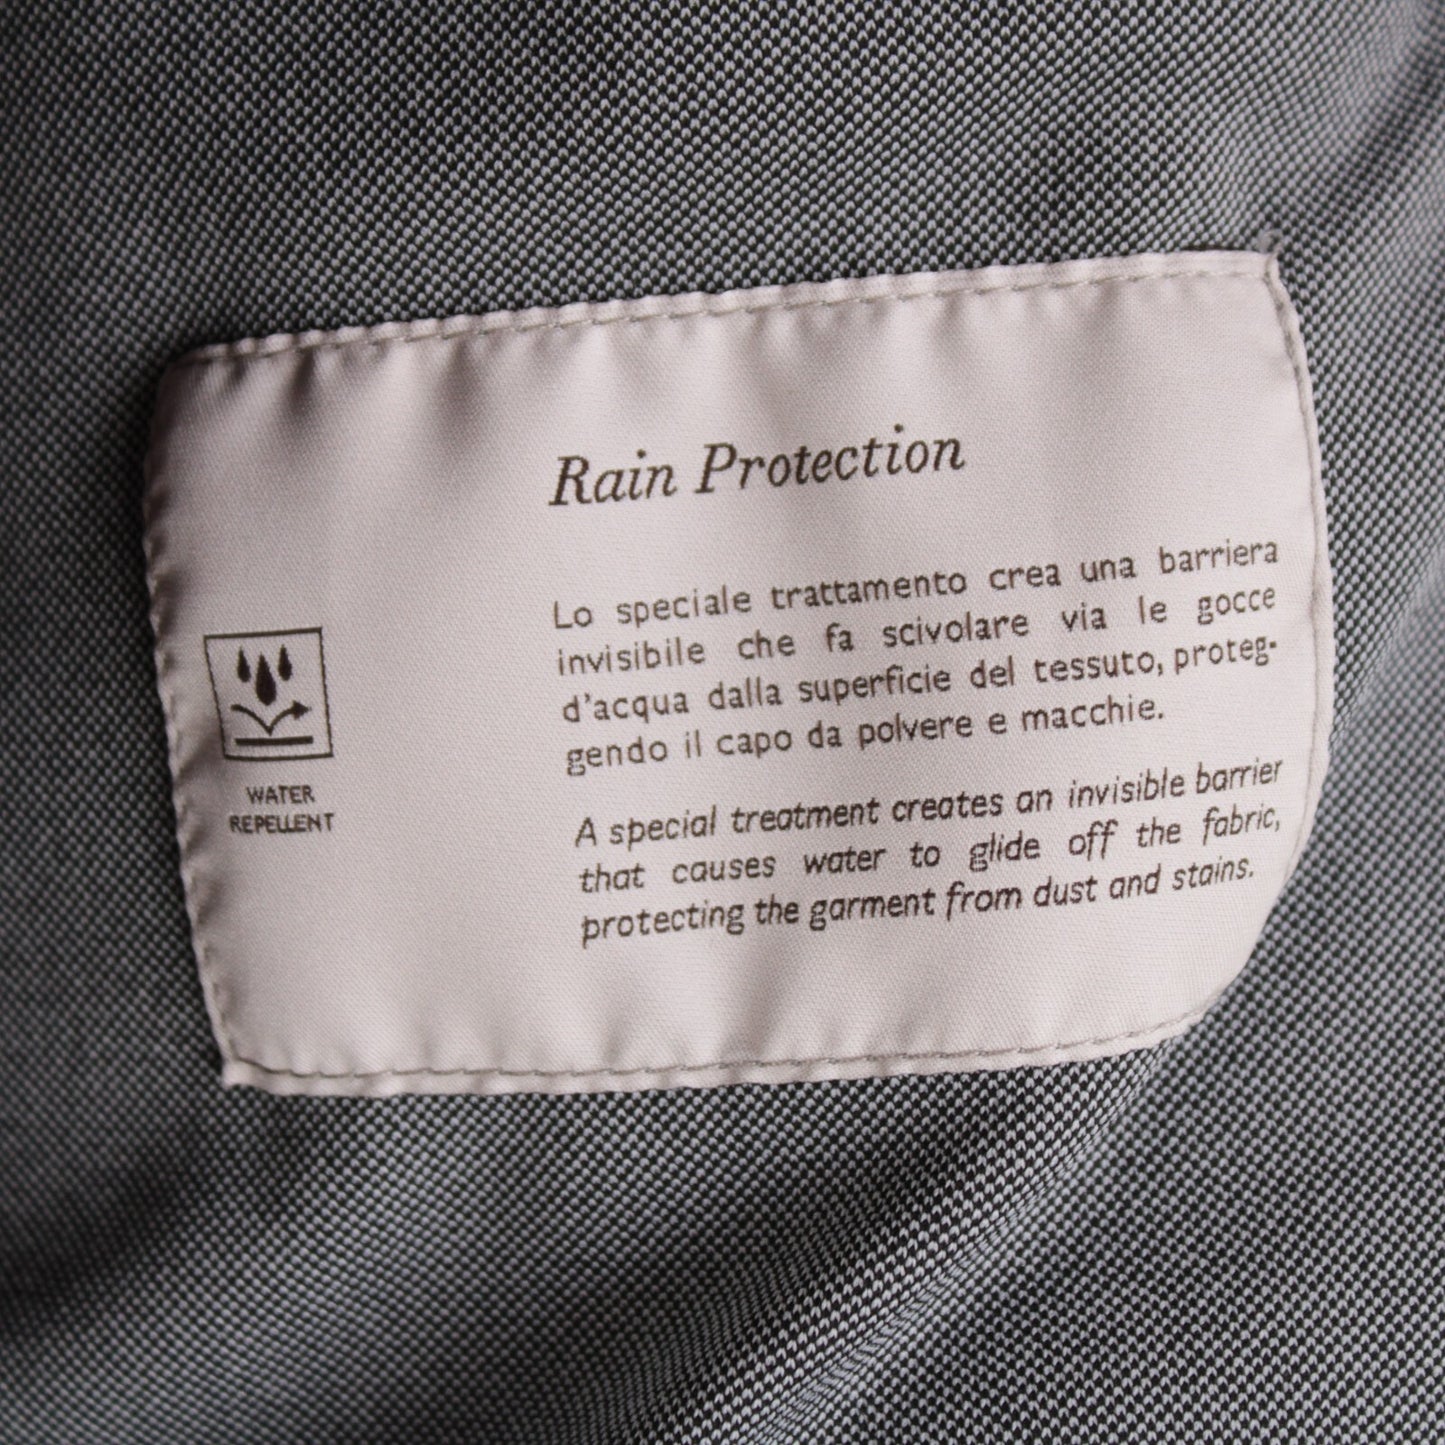 Rain Protection
Lo speciale trattamento crea una barriera
invisibile che fa scivolare via le gocce
d'acqua dalla superficie del tessuto, proteg-
gendo il capo da polvere e macchie.
A special treatment creates an invisible barrier
that causes water to glide off the fabric,
protecting the garment from dust and stains.
WATER
REPELLENT